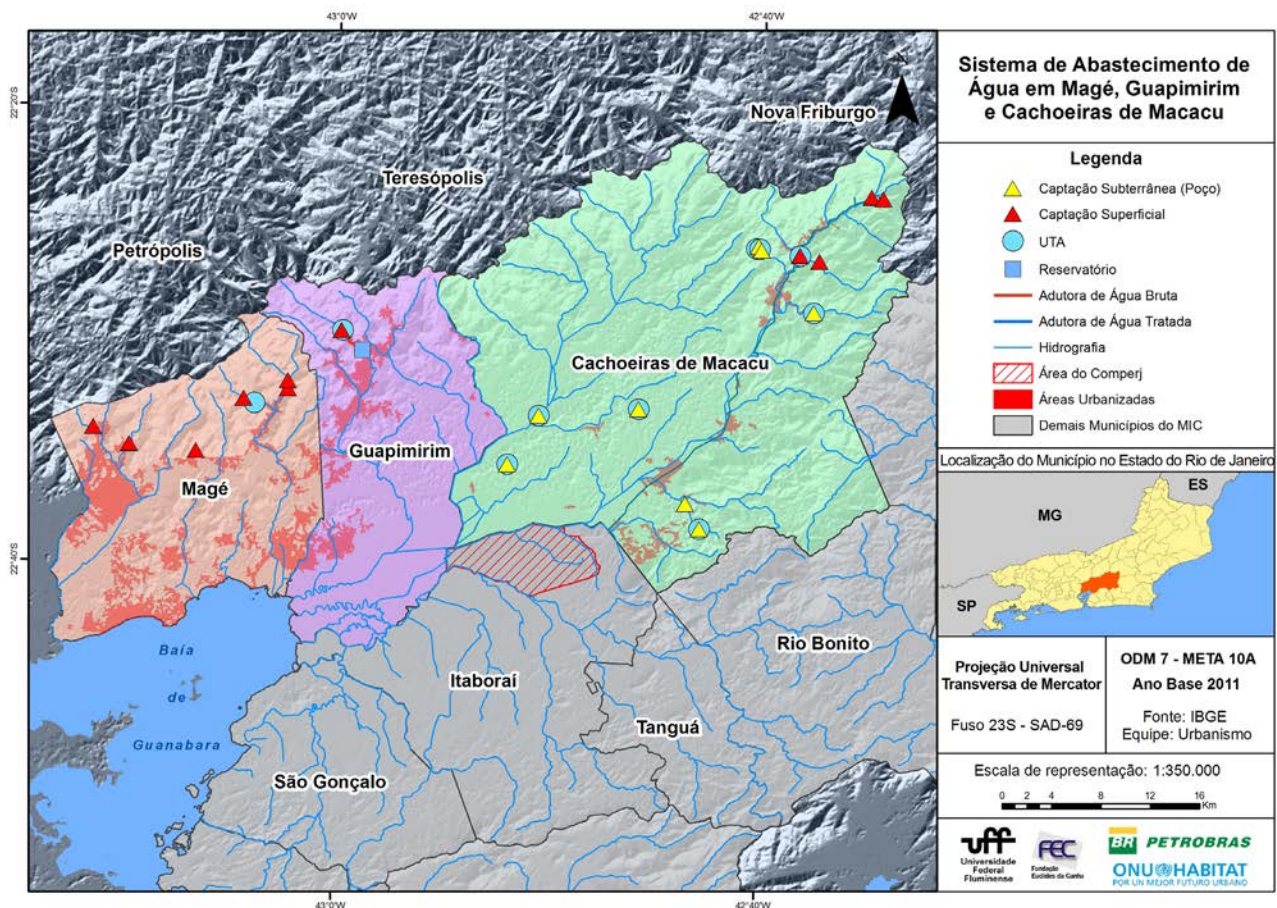 43°0'W
42°40'W
22°20'S
22°40'S
Nova Friburgo
Teresópolis
Petrópolis
Cachoeiras de Macacu
Guapimirim
Magé
Baía
de
Guanabara
Itaboraí
Rio Bonito
Tanguá
São Gonçalo
43°0'W
42°40'W
Sistema de Abastecimento de
Água em Magé, Guapimirim
e Cachoeiras de Macacu
Legenda
Captação Subterrânea (Poço)
Captação Superficial
UTA
Reservatório
Adutora de Água Bruta
Adutora de Água Tratada
Hidrografia
Área do Comperj
Áreas Urbanizadas
Demais Municípios do MIC
Localização do Município no Estado do Rio de Janeiro
ES
MG
SP
Projeção Universal
Transversa de Mercator
Fuso 23S - SAD-69
ODM 7 - META 10A
Ano Base 2011
Fonte: IBGE
Equipe: Urbanismo
Escala de representação: 1:350.000
0 2 4 8 12 16
Km
uff
Universidade
Federal
Fluminense
FEC
Fundação
Euclides da Cunha
BR PETROBRAS
ONU HABITAT
POR UN MEJOR FUTURO URBANO